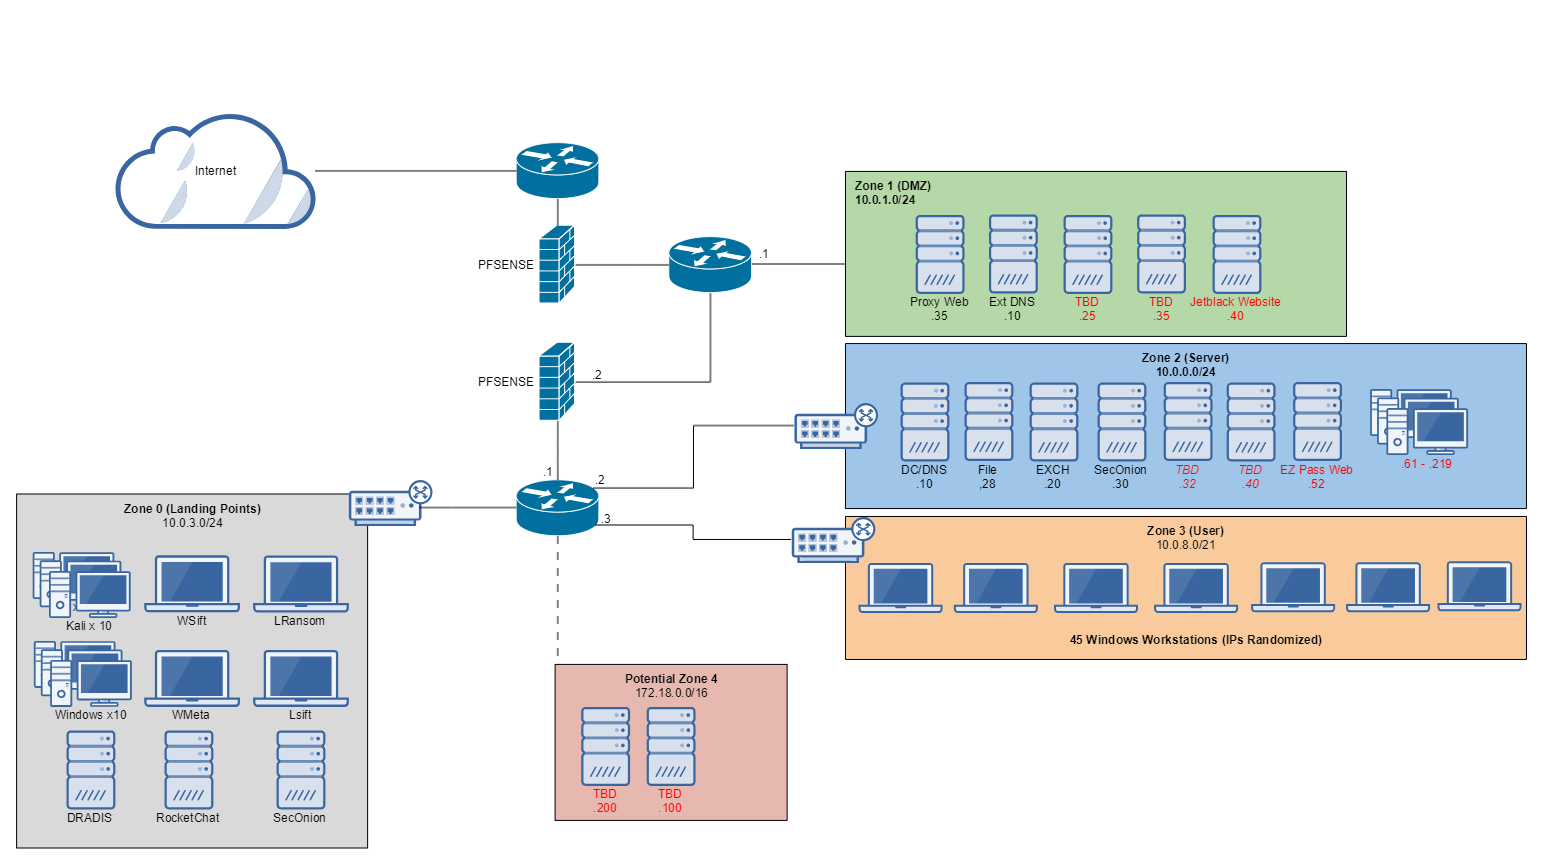 Internet
PFSENSE
.1
PFSENSE
.2
.1
.2
.3
Zone 1 (DMZ)
10.0.1.0/24
Proxy Web
.35
Ext DNS
.10
TBD
.25
TBD
.35
Jetblack Website
.40
Zone 2 (Server)
10.0.0.0/24
DC/DNS
.10
File
,28
EXCH
.20
SecOnion
.30
TBD
.32
TBD
.40
EZ Pass Web
.52
.61 - .219
Zone 3 (User)
10.0.8.0/21
45 Windows Workstations (IPs Randomized)
Zone 0 (Landing Points)
10.0.3.0/24
Kali x 10
WSift
LRansom
Windows x10
WMeta
Lsift
DRADIS
RocketChat
SecOnion
Potential Zone 4
172.18.0.0/16
TBD
.200
TBD
.100